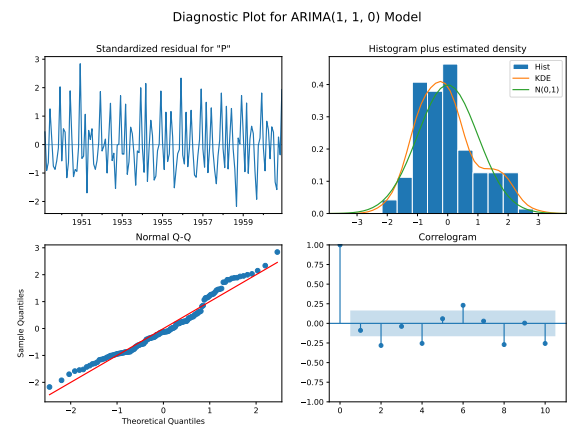 Diagnostic Plot for ARIMA(1, 1, 0) Model
Standardized residual for "P"
3
2
1
0
−1
−2
1951
1953
1955
1957
1959
Histogram plus estimated density
Hist
KDE
N(0,1)
0.4
0.3
0.2
0.1
0.0
−3 −2 −1 0 1 2 3
Normal Q-Q
Sample Quantiles
3
2
1
0
−1
−2
−2 −1 0 1 2
Theoretical Quantiles
Correlogram
1.00
0.75
0.50
0.25
0.00
−0.25
−0.50
−0.75
−1.00
0 2 4 6 8 10